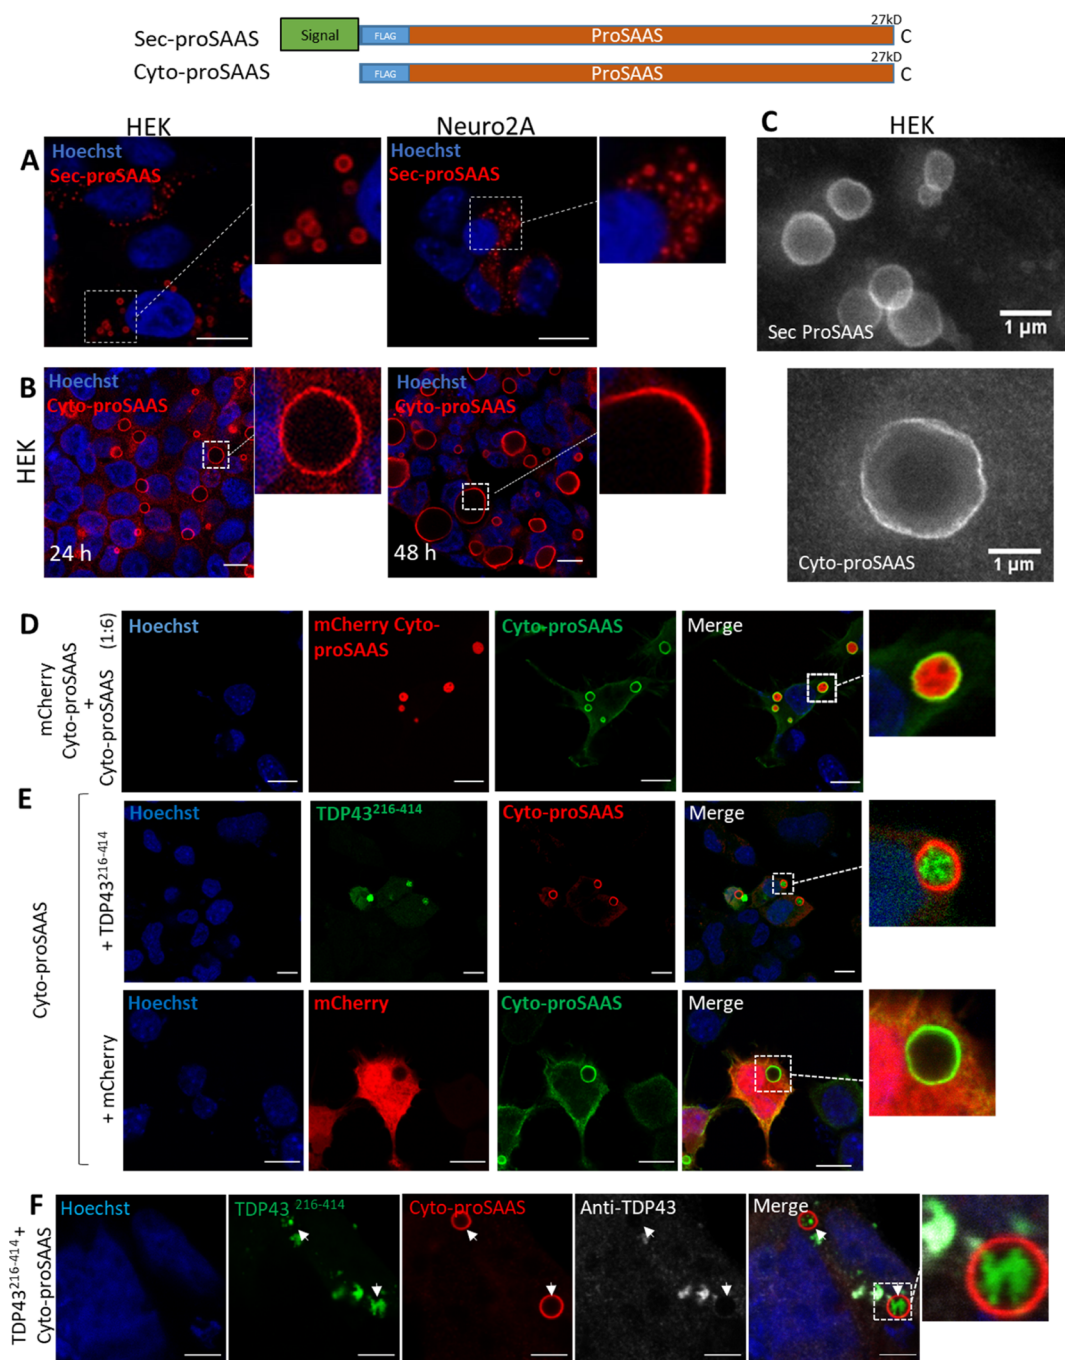 Sec-proSAAS
Signal
FLAG
ProSAAS
27kD
C
Cyto-proSAAS
FLAG
ProSAAS
27kD
C
A
HEK
Hoechst
Sec-proSAAS
Neuro2A
Hoechst
Sec-proSAAS
B
HEK
Hoechst
Cyto-proSAAS
24 h
Hoechst
Cyto-proSAAS
48 h
C
HEK
Sec ProSAAS
1 µm
Cyto-proSAAS
1 µm
D
mCherry
Cyto-proSAAS
+
Cyto-proSAAS (1:6)
Hoechst
mCherry Cyto-
proSAAS
Cyto-proSAAS
Merge
E
Cyto-proSAAS
+ TDP43²¹⁶⁻⁴¹⁴
Hoechst
TDP43²¹⁶⁻⁴¹⁴
Cyto-proSAAS
Merge
+ mCherry
Hoechst
mCherry
Cyto-proSAAS
Merge
F
TDP43²¹⁶⁻⁴¹⁴ +
Cyto-proSAAS
Hoechst
TDP43 ²¹⁶⁻⁴¹⁴
Cyto-proSAAS
Anti-TDP43
Merge